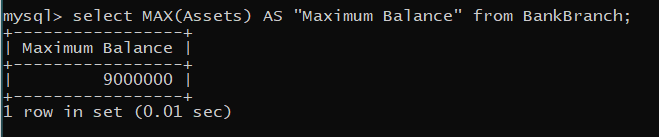 mysql> select MAX(Assets) AS "Maximum Balance" from BankBranch;
+-----------------+
| Maximum Balance |
+-----------------+
|         9000000 |
+-----------------+
1 row in set (0.01 sec)